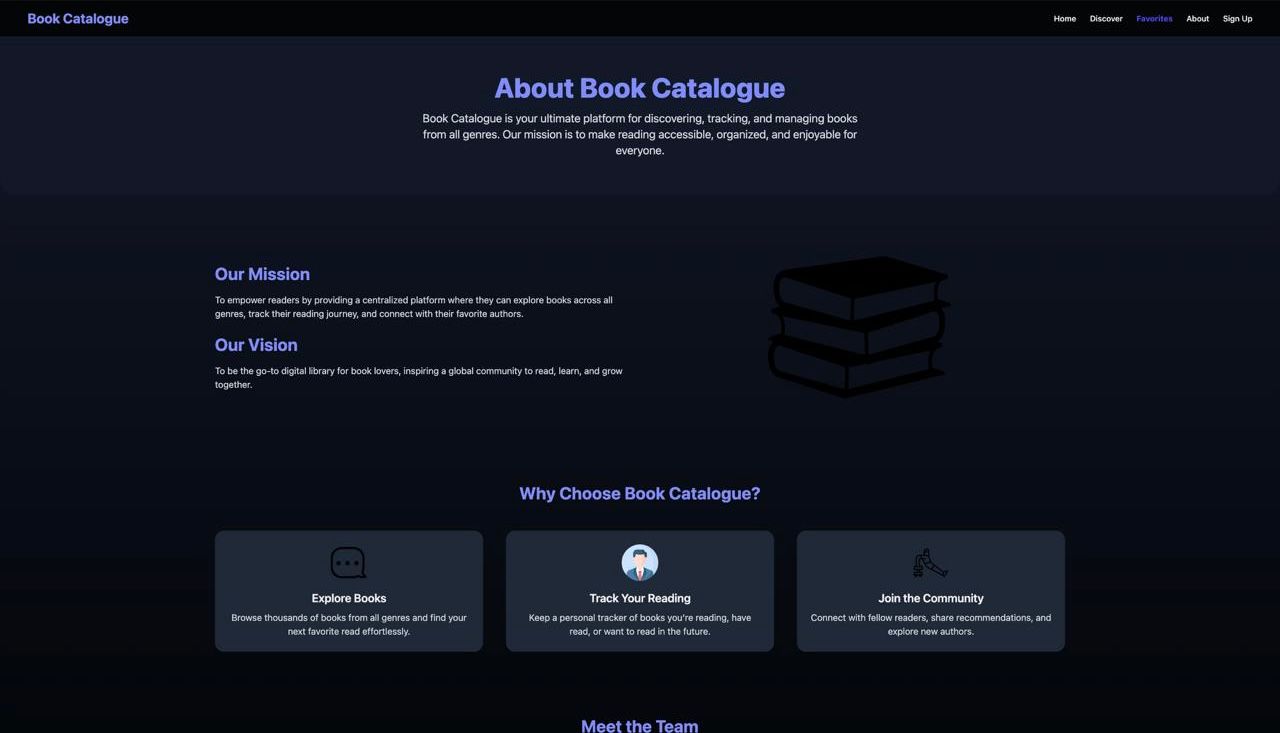 Book Catalogue
Home Discover Favorites About Sign Up
About Book Catalogue
Book Catalogue is your ultimate platform for discovering, tracking, and managing books
from all genres. Our mission is to make reading accessible, organized, and enjoyable for
everyone.
Our Mission
To empower readers by providing a centralized platform where they can explore books across all
genres, track their reading journey, and connect with their favorite authors.
Our Vision
To be the go-to digital library for book lovers, inspiring a global community to read, learn, and grow
together.
Why Choose Book Catalogue?
Explore Books
Browse thousands of books from all genres and find your
next favorite read effortlessly.
Track Your Reading
Keep a personal tracker of books you're reading, have
read, or want to read in the future.
Join the Community
Connect with fellow readers, share recommendations, and
explore new authors.
Meet the Team